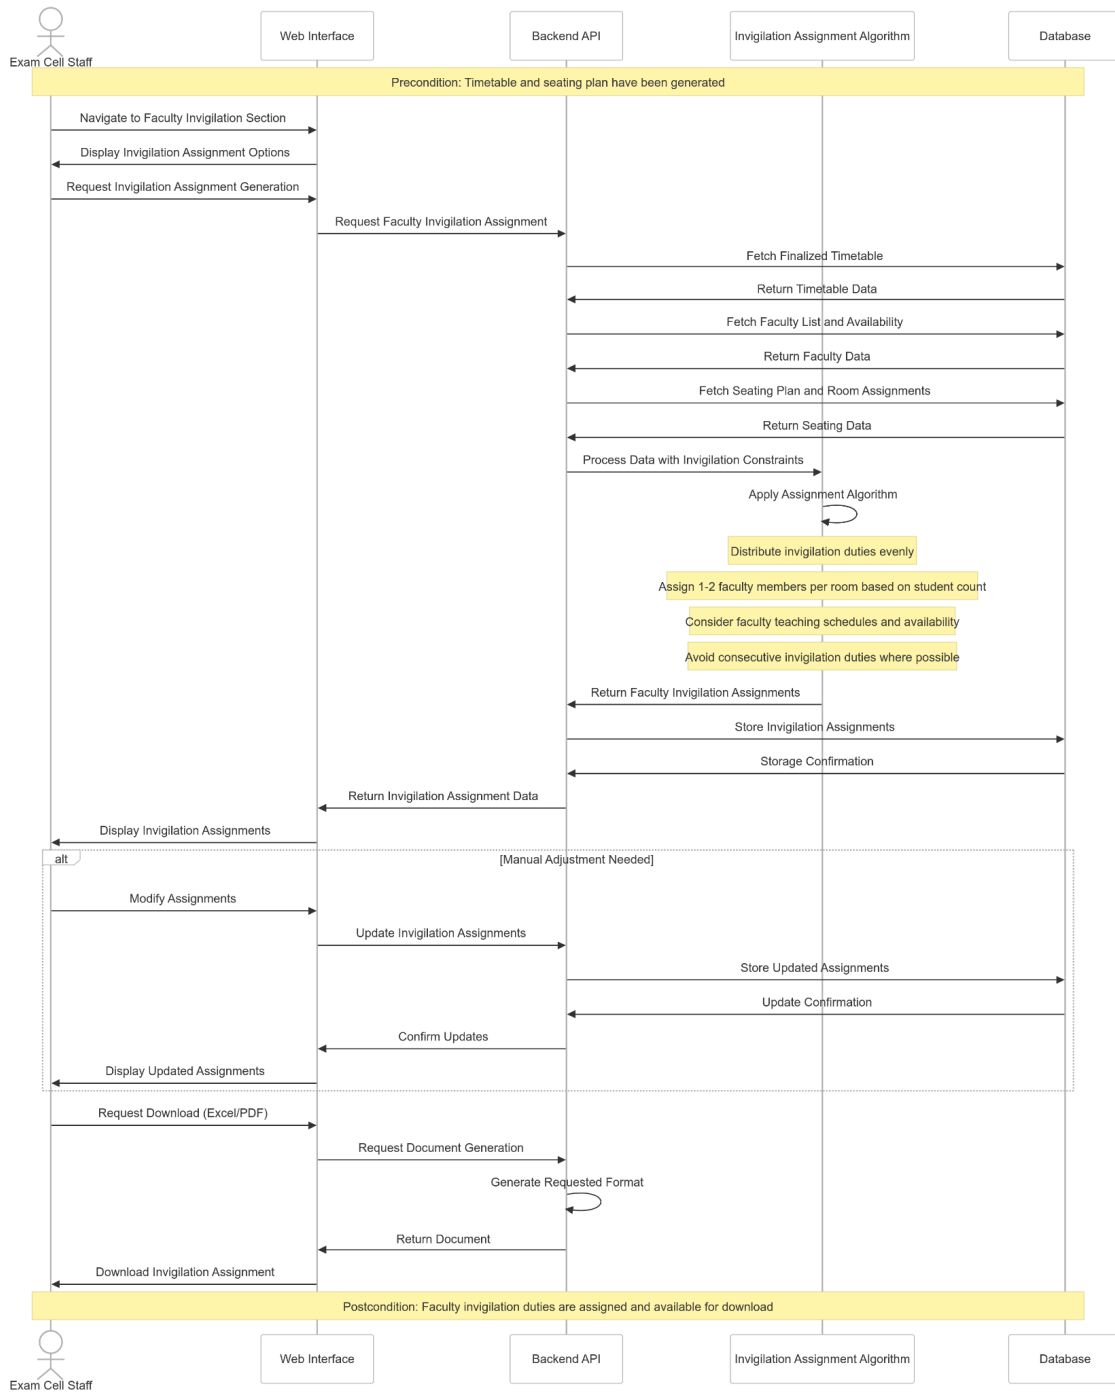 Exam Cell Staff
Web Interface
Backend API
Invigilation Assignment Algorithm
Database
Precondition: Timetable and seating plan have been generated
Navigate to Faculty Invigilation Section
Display Invigilation Assignment Options
Request Invigilation Assignment Generation
Request Faculty Invigilation Assignment
Fetch Finalized Timetable
Return Timetable Data
Fetch Faculty List and Availability
Return Faculty Data
Fetch Seating Plan and Room Assignments
Return Seating Data
Process Data with Invigilation Constraints
Apply Assignment Algorithm
Distribute invigilation duties evenly
Assign 1-2 faculty members per room based on student count
Consider faculty teaching schedules and availability
Avoid consecutive invigilation duties where possible
Return Faculty Invigilation Assignments
Store Invigilation Assignments
Storage Confirmation
Return Invigilation Assignment Data
Display Invigilation Assignments
alt
[Manual Adjustment Needed]
Modify Assignments
Update Invigilation Assignments
Store Updated Assignments
Update Confirmation
Confirm Updates
Display Updated Assignments
Request Download (Excel/PDF)
Request Document Generation
Generate Requested Format
Return Document
Download Invigilation Assignment
Postcondition: Faculty invigilation duties are assigned and available for download
Exam Cell Staff
Web Interface
Backend API
Invigilation Assignment Algorithm
Database